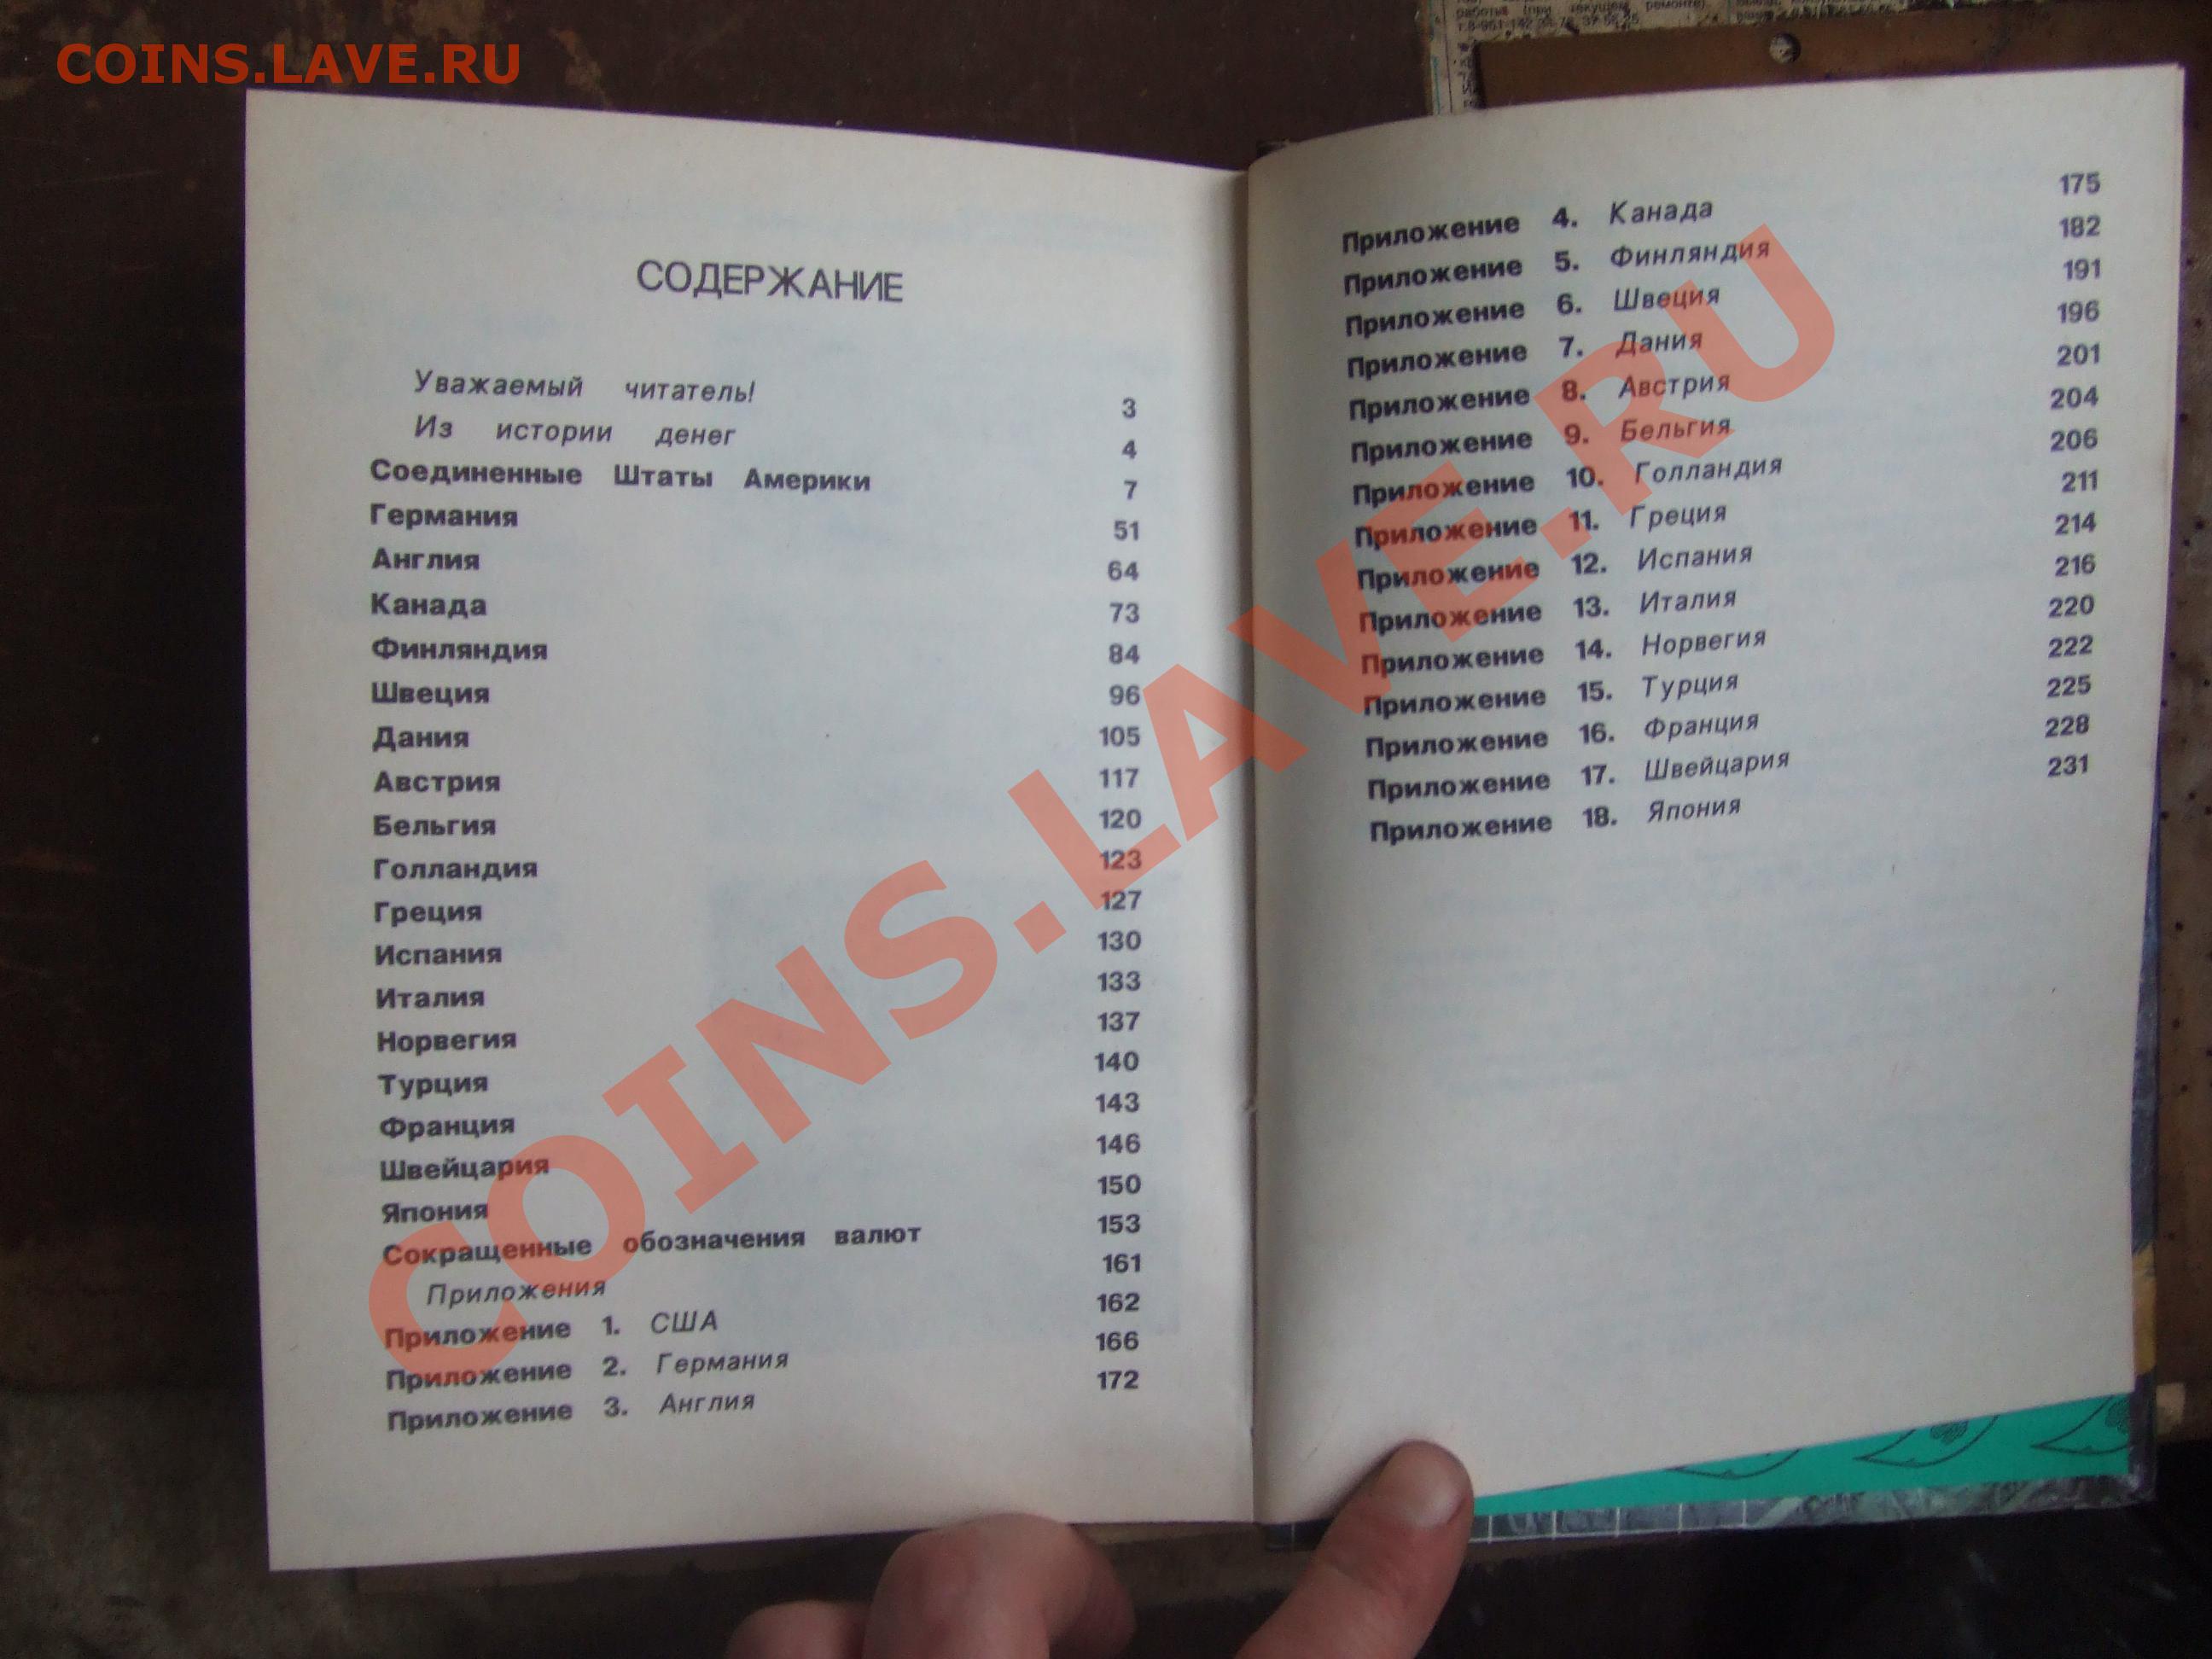 COINS.LAVE.RU
работы (при текущем ремонте).
СОДЕРЖАНИЕ
Уважаемый читатель! 3
Из истории денег 4
Соединенные Штаты Америки 7
Германия 51
Англия 64
Канада 73
Финляндия 84
Швеция 96
Дания 105
Австрия 117
Бельгия 120
Голландия 123
Греция 127
Испания 130
Италия 133
Норвегия 137
Турция 140
Франция 143
Швейцария 146
Япония 150
Сокращенные обозначения валют 153
Приложения 161
Приложение 1. США 162
Приложение 2. Германия 166
Приложение 3. Англия 172
Приложение 4. Канада 175
Приложение 5. Финляндия 182
Приложение 6. Швеция 191
Приложение 7. Дания 196
Приложение 8. Австрия 201
Приложение 9. Бельгия 204
Приложение 10. Голландия 206
Приложение 11. Греция 211
Приложение 12. Испания 214
Приложение 13. Италия 216
Приложение 14. Норвегия 220
Приложение 15. Турция 222
Приложение 16. Франция 225
Приложение 17. Швейцария 228
Приложение 18. Япония 231
COINS.LAVE.RU